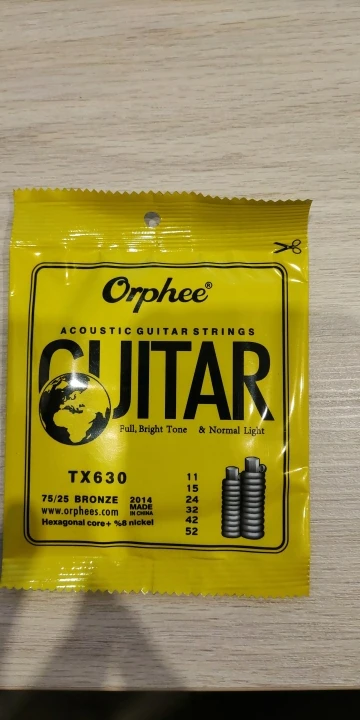 Orphee®
ACOUSTIC GUITAR STRINGS
GUITAR
Full, Bright Tone & Normal Light
TX630
75/25 BRONZE 2014
MADE
IN CHINA
www.orphees.com
Hexagonal core+ %8 nickel
11
15
24
32
42
52